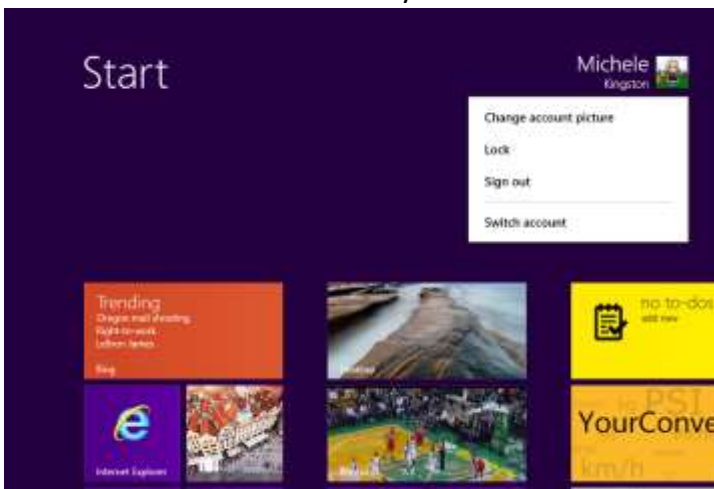 Start
Michele
Kingston
Change account picture
Lock
Sign out
Switch account
Trending
Oregon mall shooting
Right-to-work
LeBron James
Bing
no to-dos
add new
Internet Explorer
PSI
YourConve
km/h